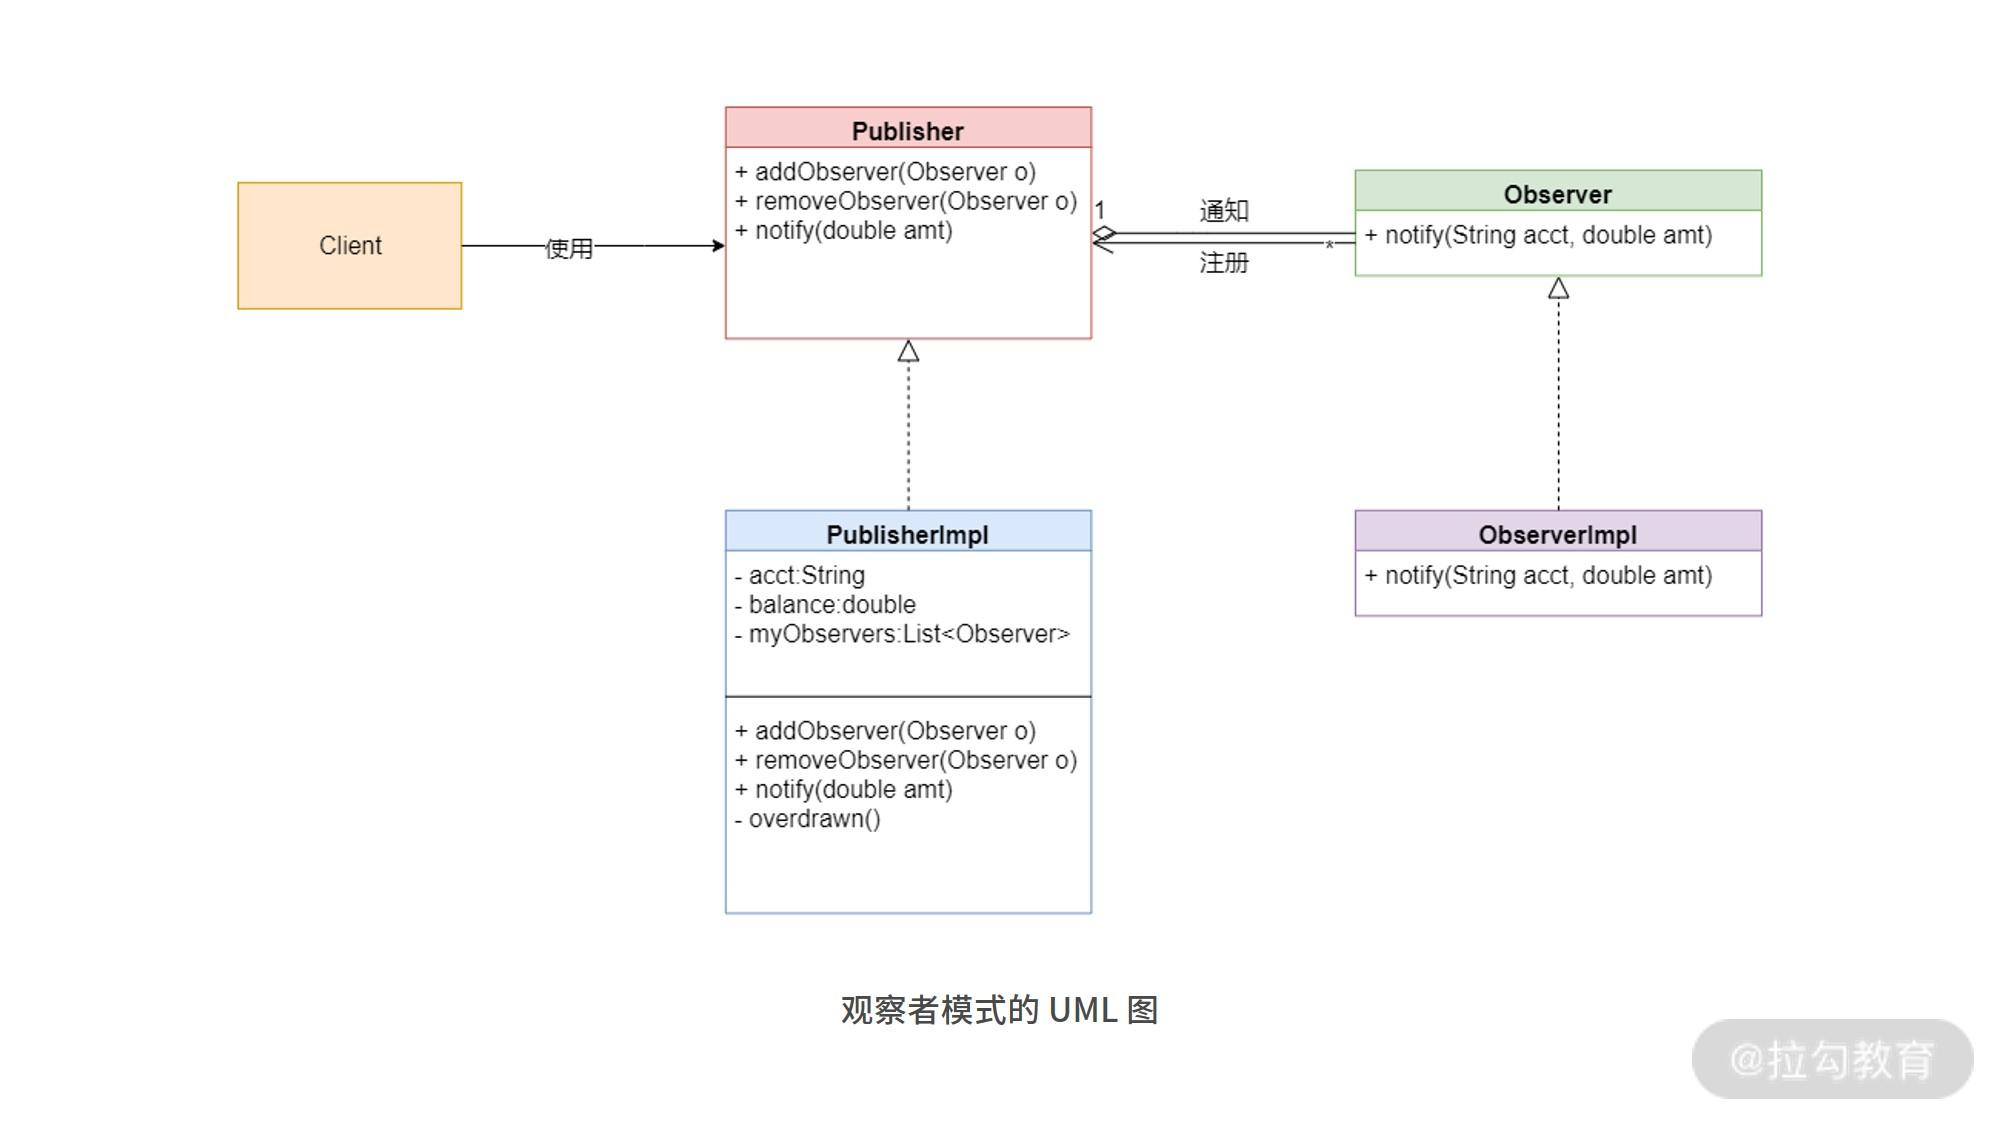 Client
使用
Publisher
+ addObserver(Observer o)
+ removeObserver(Observer o)
+ notify(double amt)
1
通知
*
注册
Observer
+ notify(String acct, double amt)
PublisherImpl
- acct:String
- balance:double
- myObservers:List<Observer>
+ addObserver(Observer o)
+ removeObserver(Observer o)
+ notify(double amt)
- overdrawn()
ObserverImpl
+ notify(String acct, double amt)
观察者模式的 UML 图
@拉勾教育